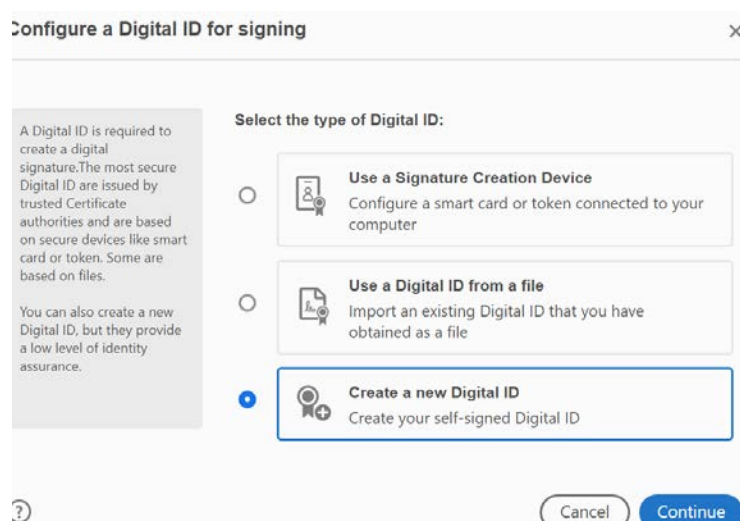 Configure a Digital ID for signing
A Digital ID is required to
create a digital
signature.The most secure
Digital ID are issued by
trusted Certificate
authorities and are based
on secure devices like smart
card or token. Some are
based on files.
You can also create a new
Digital ID, but they provide
a low level of identity
assurance.
Select the type of Digital ID:
Use a Signature Creation Device
Configure a smart card or token connected to your
computer
Use a Digital ID from a file
Import an existing Digital ID that you have
obtained as a file
Create a new Digital ID
Create your self-signed Digital ID
?
Cancel
Continue